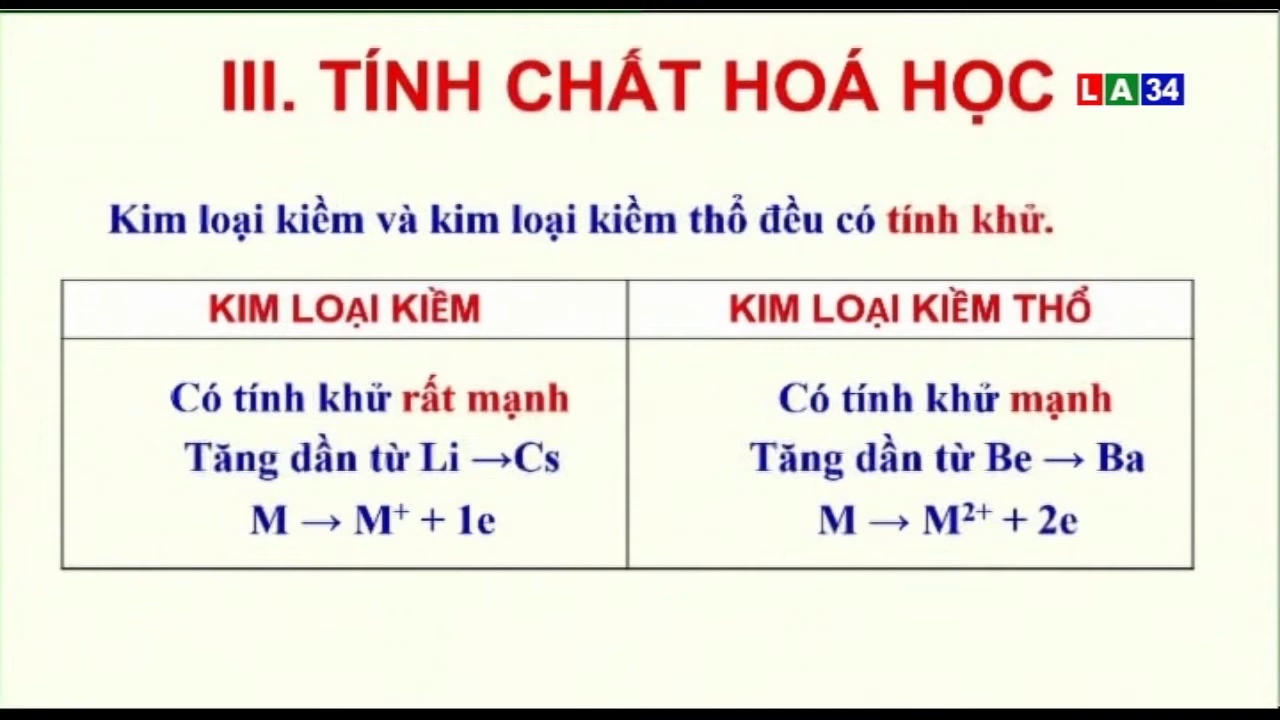 III. TÍNH CHẤT HOÁ HỌC
LA34
Kim loại kiềm và kim loại kiềm thổ đều có tính khử.
KIM LOẠI KIỀM
KIM LOẠI KIỀM THỔ
Có tính khử rất mạnh
Tăng dần từ Li →Cs
M → M⁺ + 1e
Có tính khử mạnh
Tăng dần từ Be → Ba
M → M²⁺ + 2e